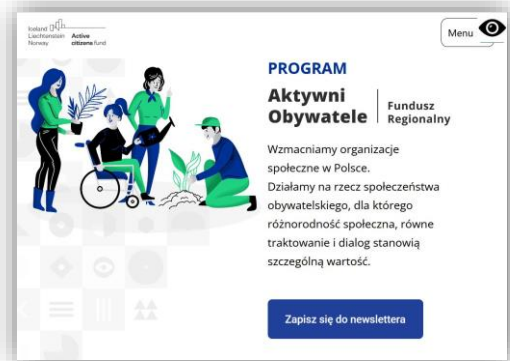 Iceland
Liechtenstein Active
Norway citizens fund
Menu
PROGRAM
Aktywni
Obywatele
Fundusz
Regionalny
Wzmacniamy organizacje
społeczne w Polsce.
Działamy na rzecz społeczeństwa
obywatelskiego, dla którego
różnorodność społeczna, równe
traktowanie i dialog stanowią
szczególną wartość.
Zapisz się do newslettera